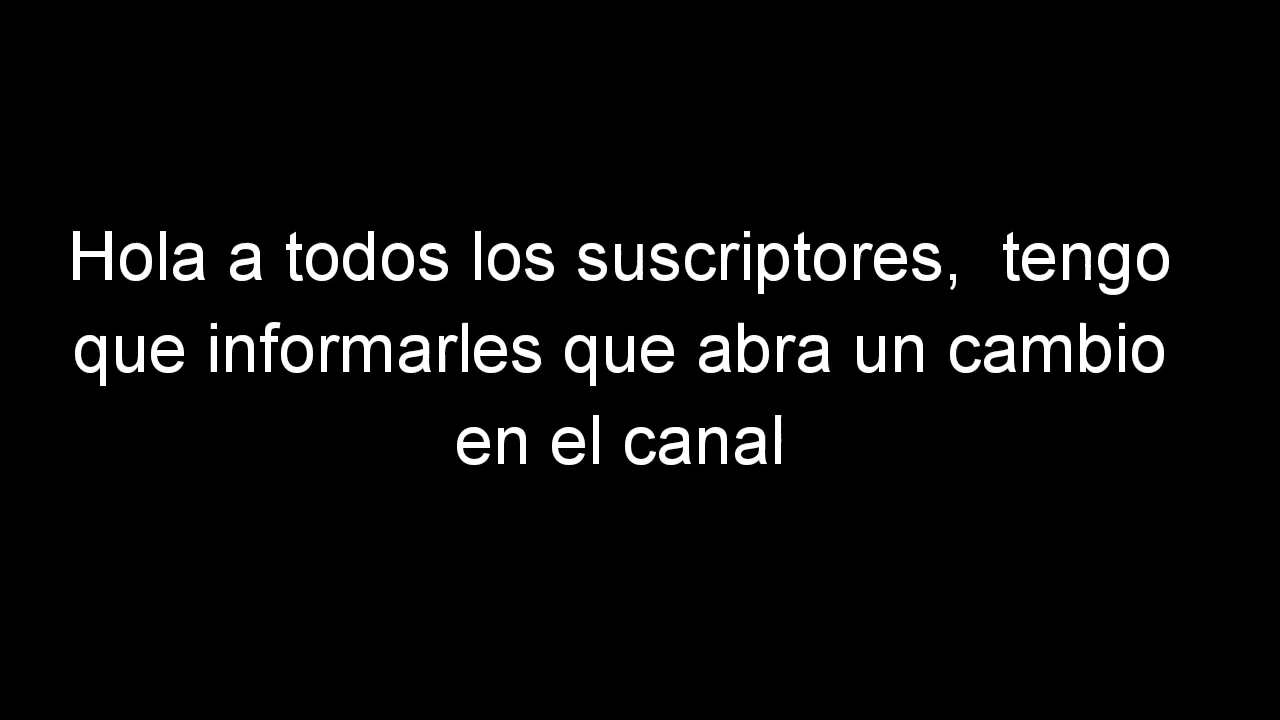 Hola a todos los suscriptores,  tengo
que informarles que abra un cambio
en el canal